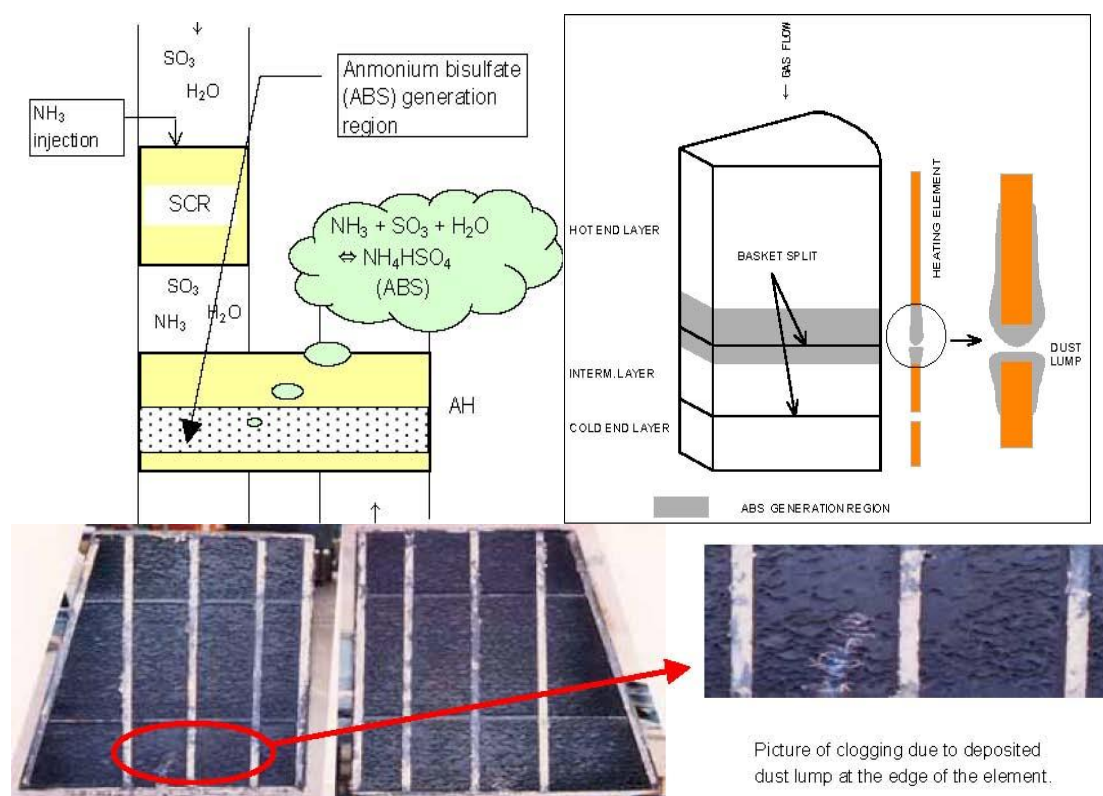 SO3
H2O
NH3
injection
Anmonium bisulfate
(ABS) generation
region
SCR
NH3 + SO3 + H2O
⇔ NH4HSO4
(ABS)
SO3
NH3
H2O
AH
← GAS FLOW
HOT END LAYER
BASKET SPLIT
HEATING ELEMENT
DUST
LUMP
INTERM. LAYER
COLD END LAYER
ABS GENERATION REGION
Picture of clogging due to deposited
dust lump at the edge of the element.